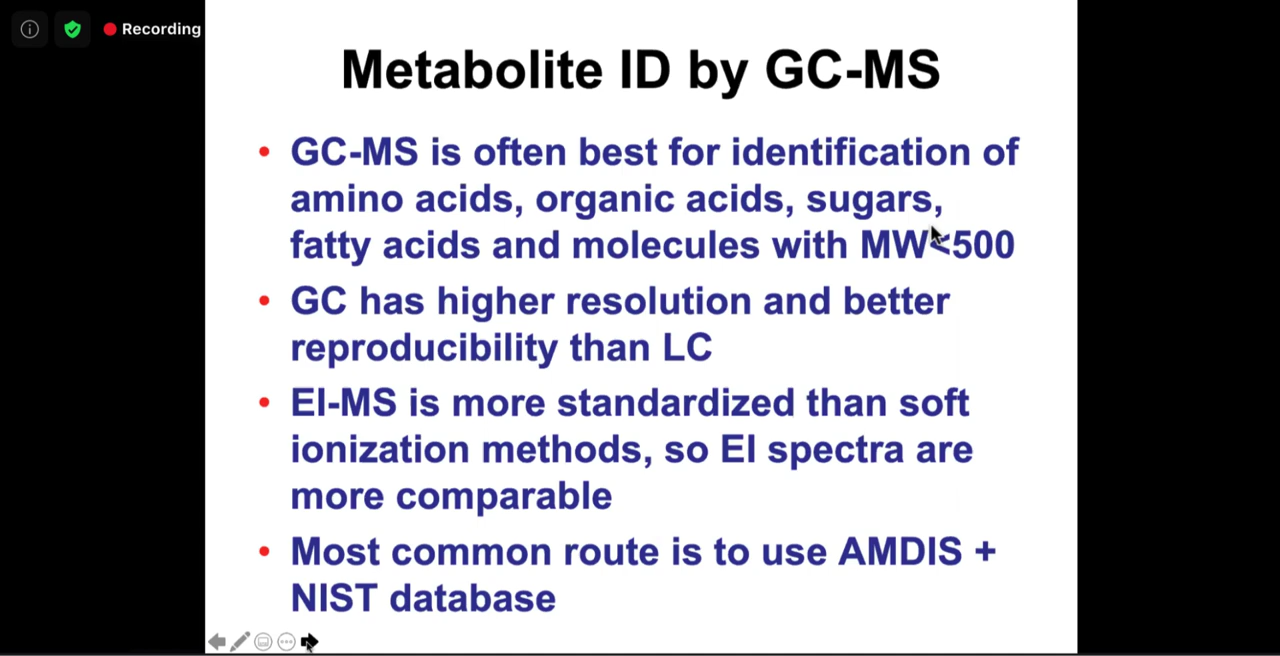 Recording
Metabolite ID by GC-MS
• GC-MS is often best for identification of
amino acids, organic acids, sugars,
fatty acids and molecules with MW<500
• GC has higher resolution and better
reproducibility than LC
• EI-MS is more standardized than soft
ionization methods, so EI spectra are
more comparable
• Most common route is to use AMDIS +
NIST database